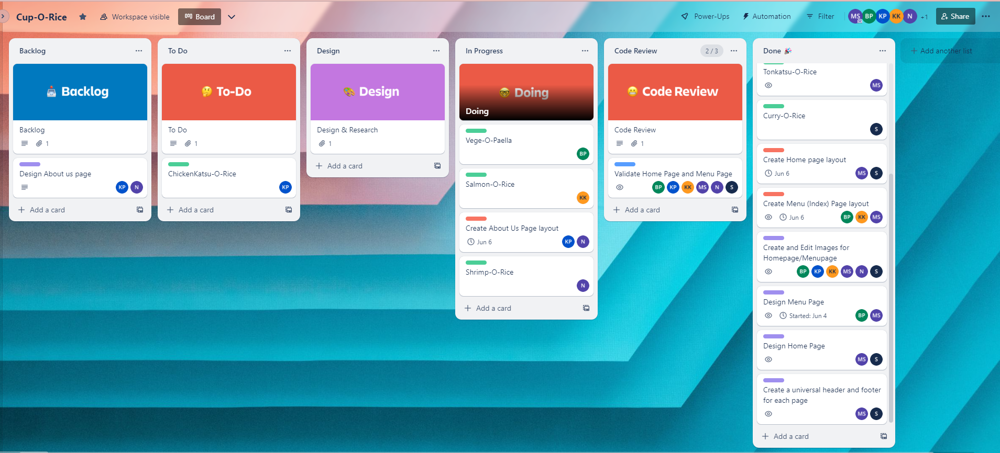 Cup-O-Rice
Workspace visible
Board
Power-Ups
Automation
Filter
MS
BP
KP
KK
N
+1
Share
Backlog
Backlog
Backlog
1
Design About us page
KP
N
Add a card
To Do
To-Do
To Do
1
ChickenKatsu-O-Rice
KP
Add a card
Design
Design
Design & Research
1
Add a card
In Progress
Doing
Doing
Vege-O-Paella
BP
Salmon-O-Rice
KK
Create About Us Page layout
Jun 6
KP
N
Shrimp-O-Rice
N
Add a card
Code Review
2 / 3
Code Review
Code Review
1
Validate Home Page and Menu Page
BP
KP
KK
MS
N
S
Add a card
Done 🎉
Tonkatsu-O-Rice
MS
Curry-O-Rice
S
Create Home page layout
Jun 6
MS
S
Create Menu (Index) Page layout
Jun 6
BP
KK
MS
Create and Edit Images for
Homepage/Menupage
BP
KP
KK
MS
N
S
Design Menu Page
Started: Jun 4
BP
MS
Design Home Page
MS
S
Create a universal header and footer
for each page
MS
S
Add a card
Add another list